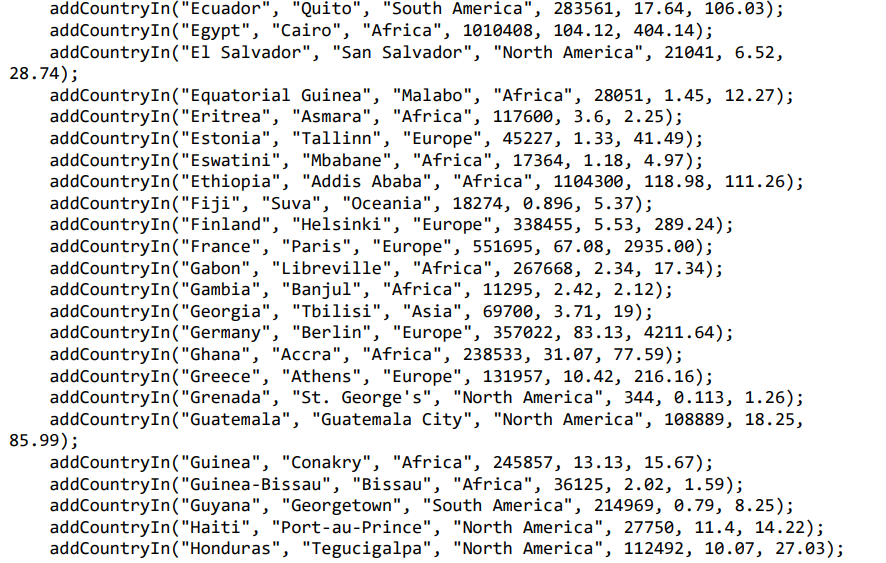 addCountryIn("Ecuador", "Quito", "South America", 283561, 17.64, 106.03);
addCountryIn("Egypt", "Cairo", "Africa", 1010408, 104.12, 404.14);
addCountryIn("El Salvador", "San Salvador", "North America", 21041, 6.52,
28.74);
addCountryIn("Equatorial Guinea", "Malabo", "Africa", 28051, 1.45, 12.27);
addCountryIn("Eritrea", "Asmara", "Africa", 117600, 3.6, 2.25);
addCountryIn("Estonia", "Tallinn", "Europe", 45227, 1.33, 41.49);
addCountryIn("Eswatini", "Mbabane", "Africa", 17364, 1.18, 4.97);
addCountryIn("Ethiopia", "Addis Ababa", "Africa", 1104300, 118.98, 111.26);
addCountryIn("Fiji", "Suva", "Oceania", 18274, 0.896, 5.37);
addCountryIn("Finland", "Helsinki", "Europe", 338455, 5.53, 289.24);
addCountryIn("France", "Paris", "Europe", 551695, 67.08, 2935.00);
addCountryIn("Gabon", "Libreville", "Africa", 267668, 2.34, 17.34);
addCountryIn("Gambia", "Banjul", "Africa", 11295, 2.42, 2.12);
addCountryIn("Georgia", "Tbilisi", "Asia", 69700, 3.71, 19);
addCountryIn("Germany", "Berlin", "Europe", 357022, 83.13, 4211.64);
addCountryIn("Ghana", "Accra", "Africa", 238533, 31.07, 77.59);
addCountryIn("Greece", "Athens", "Europe", 131957, 10.42, 216.16);
addCountryIn("Grenada", "St. George's", "North America", 344, 0.113, 1.26);
addCountryIn("Guatemala", "Guatemala City", "North America", 108889, 18.25,
85.99);
addCountryIn("Guinea", "Conakry", "Africa", 245857, 13.13, 15.67);
addCountryIn("Guinea-Bissau", "Bissau", "Africa", 36125, 2.02, 1.59);
addCountryIn("Guyana", "Georgetown", "South America", 214969, 0.79, 8.25);
addCountryIn("Haiti", "Port-au-Prince", "North America", 27750, 11.4, 14.22);
addCountryIn("Honduras", "Tegucigalpa", "North America", 112492, 10.07, 27.03);